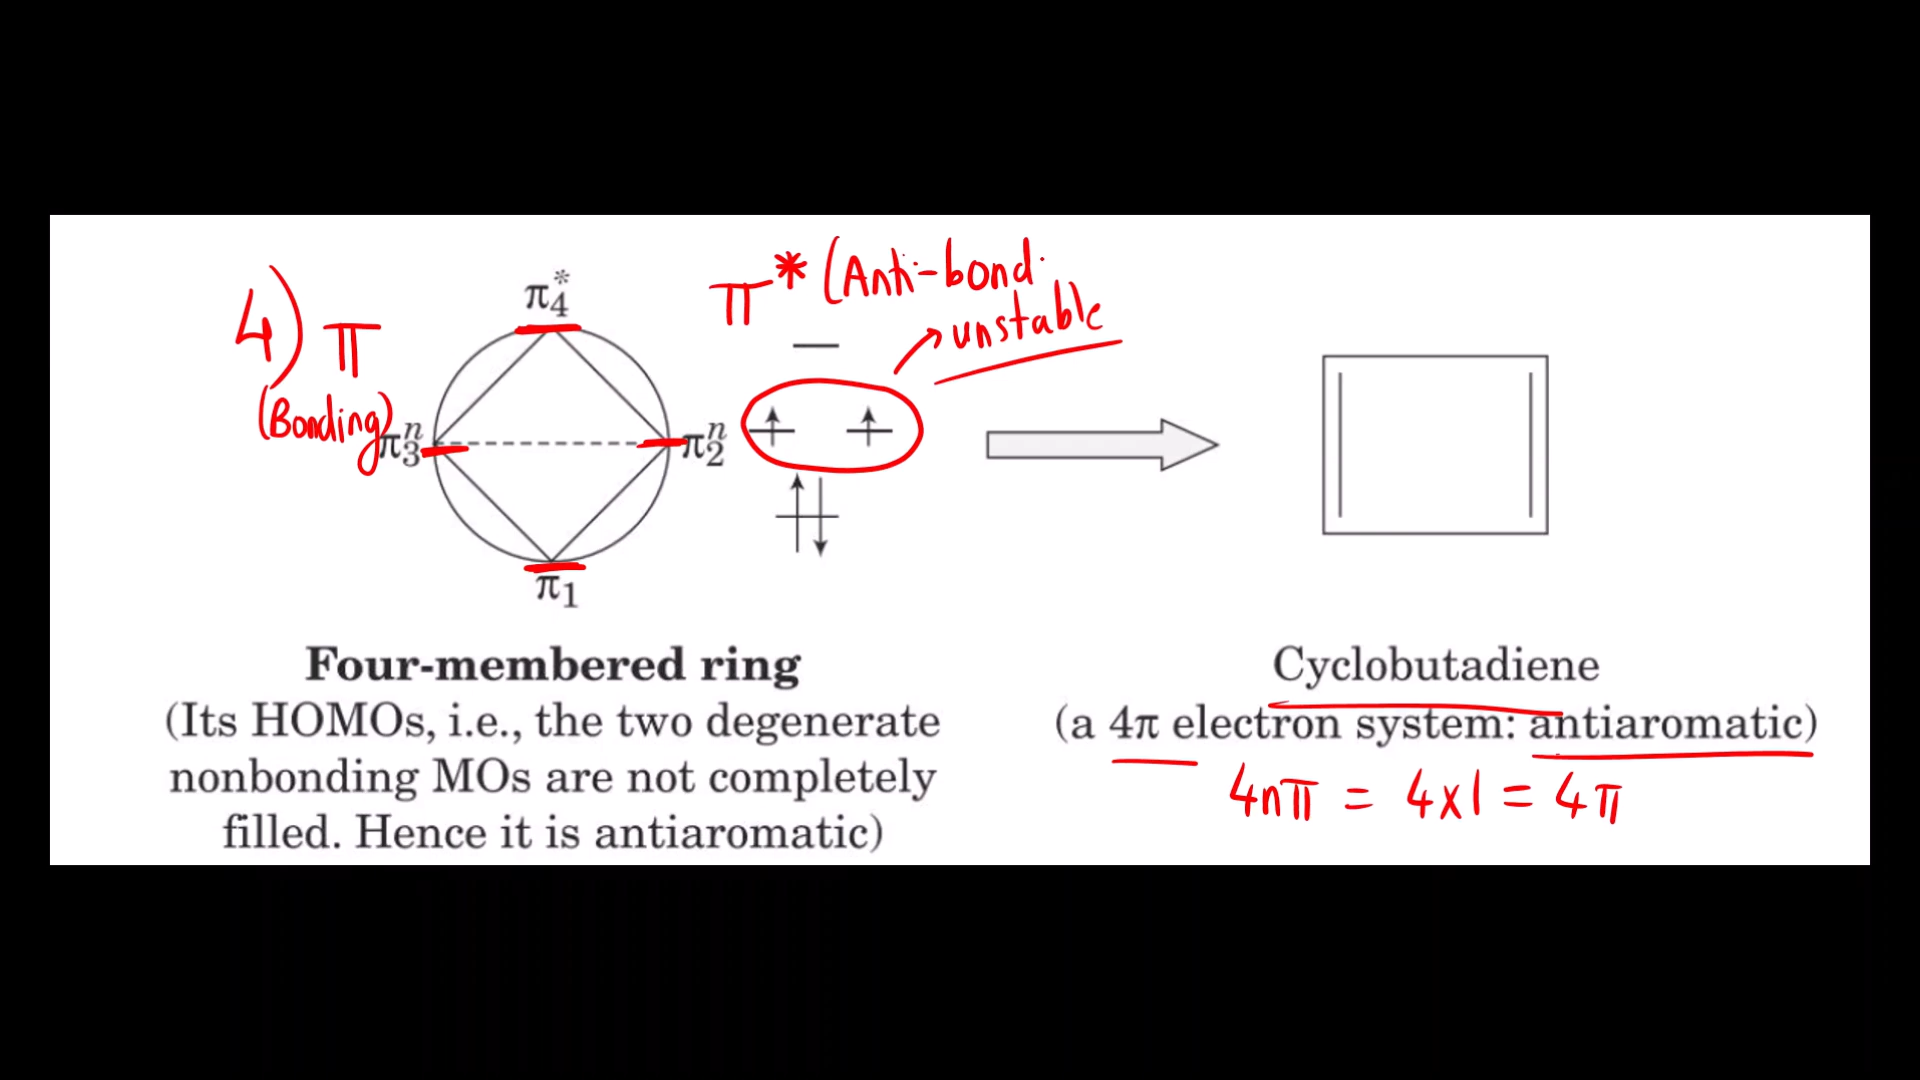 4) π
(Bonding)
π₄*
π₃ⁿ
π₂ⁿ
π₁
π* (Anti-bond
unstable
Four-membered ring
(Its HOMOs, i.e., the two degenerate
nonbonding MOs are not completely
filled. Hence it is antiaromatic)
Cyclobutadiene
(a 4π electron system: antiaromatic)
4nπ = 4x1 = 4π